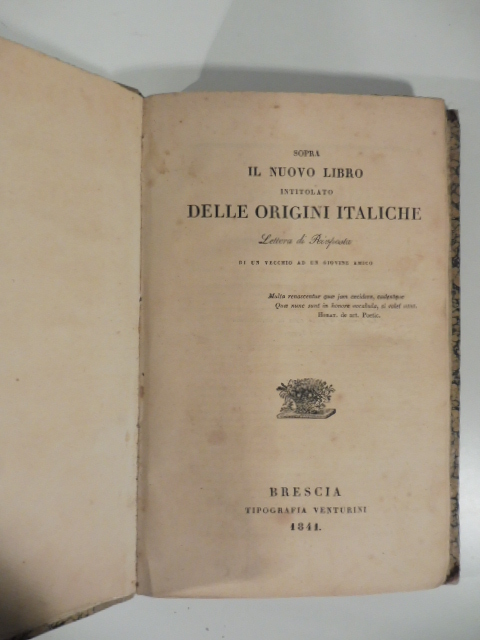 SOPRA
IL NUOVO LIBRO
INTITOLATO
DELLE ORIGINI ITALICHE
Lettera di Risposta
DI UN VECCHIO AD UN GIOVINE AMICO
Multa renascentur quæ jam cecidere, cadentque
Quæ nunc sunt in honore vocabula, si volet usus.
HORAT. de art. Poetic.
BRESCIA
TIPOGRAFIA VENTURINI
1841.